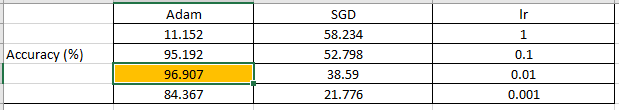 Adam SGD lr
11.152 58.234 1
Accuracy (%) 95.192 52.798 0.1
96.907 38.59 0.01
84.367 21.776 0.001